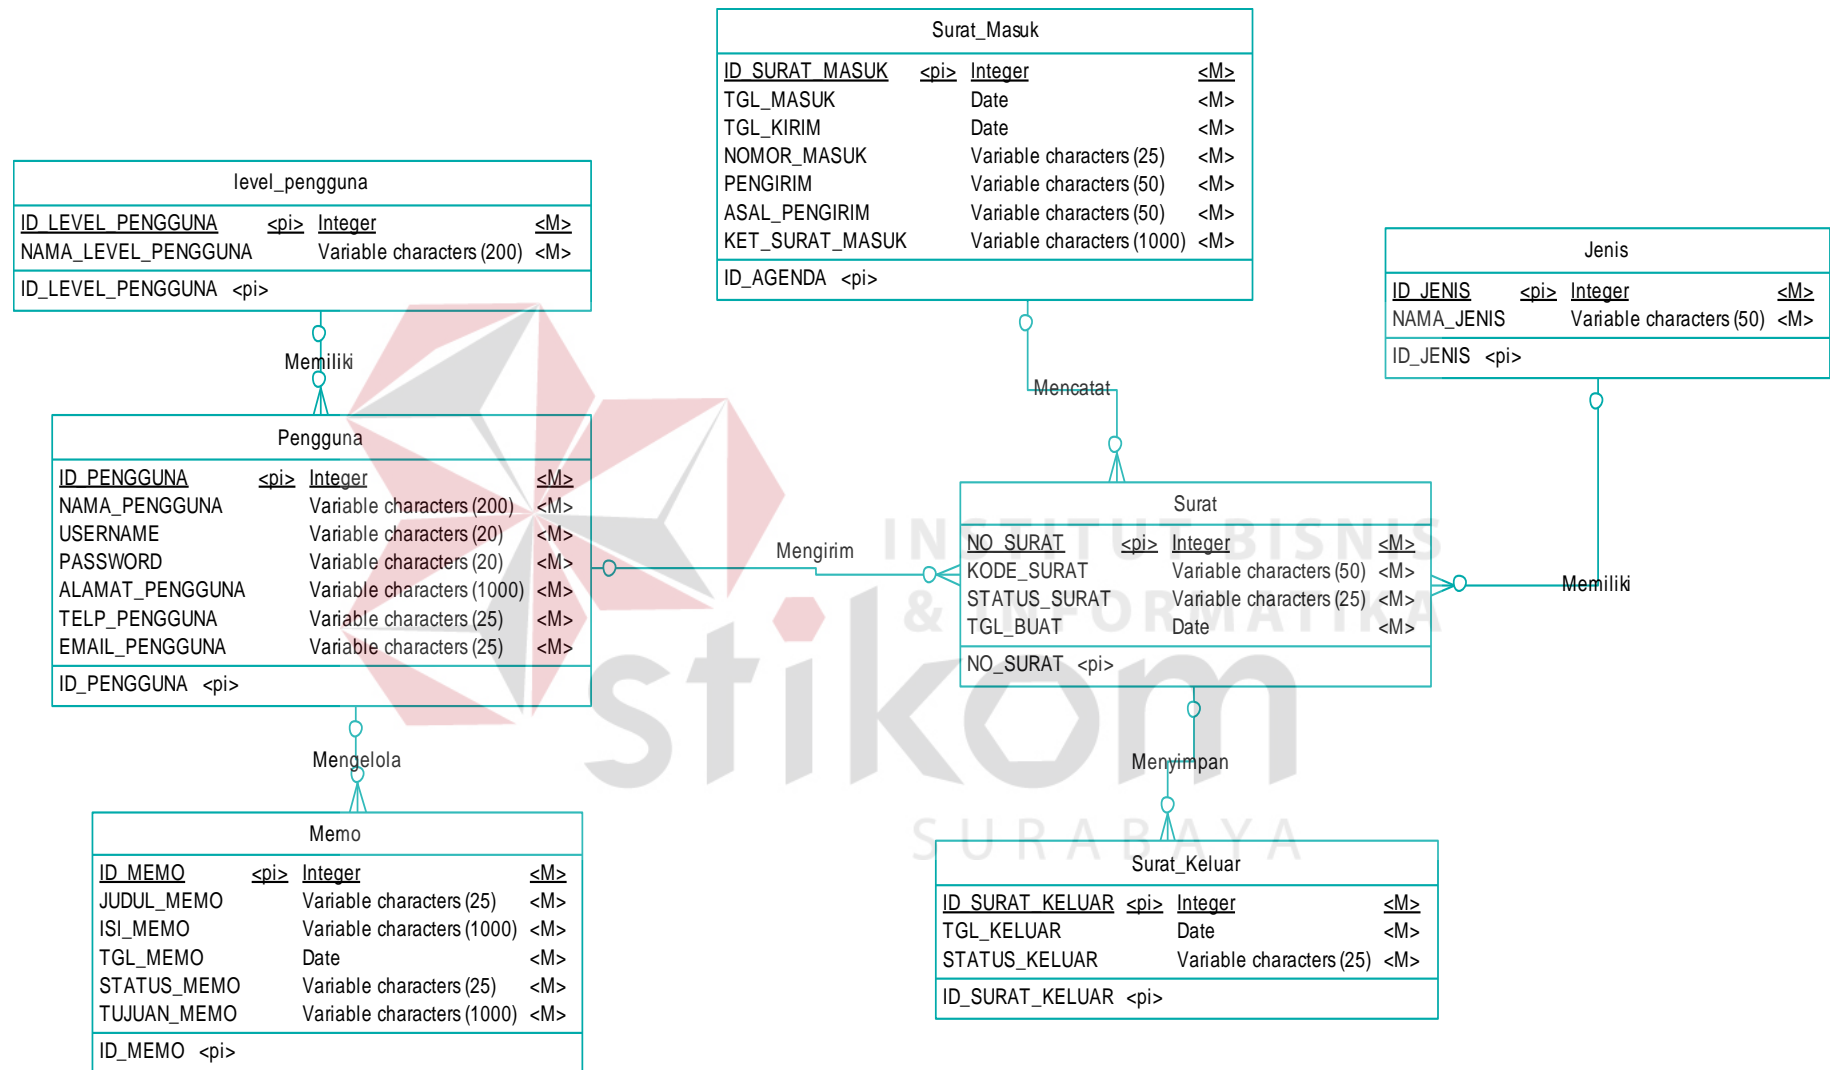 Surat_Masuk
ID_SURAT_MASUK <pi> Integer <M>
TGL_MASUK Date <M>
TGL_KIRIM Date <M>
NOMOR_MASUK Variable characters (25) <M>
PENGIRIM Variable characters (50) <M>
ASAL_PENGIRIM Variable characters (50) <M>
KET_SURAT_MASUK Variable characters (1000) <M>
ID_AGENDA <pi>
level_pengguna
ID_LEVEL_PENGGUNA <pi> Integer <M>
NAMA_LEVEL_PENGGUNA Variable characters (200) <M>
ID_LEVEL_PENGGUNA <pi>
Jenis
ID_JENIS <pi> Integer <M>
NAMA_JENIS Variable characters (50) <M>
ID_JENIS <pi>
Memiliki
Mencatat
Pengguna
ID_PENGGUNA <pi> Integer <M>
NAMA_PENGGUNA Variable characters (200) <M>
USERNAME Variable characters (20) <M>
PASSWORD Variable characters (20) <M>
ALAMAT_PENGGUNA Variable characters (1000) <M>
TELP_PENGGUNA Variable characters (25) <M>
EMAIL_PENGGUNA Variable characters (25) <M>
ID_PENGGUNA <pi>
Mengirim
Surat
NO_SURAT <pi> Integer <M>
KODE_SURAT Variable characters (50) <M>
STATUS_SURAT Variable characters (25) <M>
TGL_BUAT Date <M>
NO_SURAT <pi>
Memiliki
INSTITUT BISNIS
& INFORMATIKA
stikom
SURABAYA
Mengelola
Menyimpan
Memo
ID_MEMO <pi> Integer <M>
JUDUL_MEMO Variable characters (25) <M>
ISI_MEMO Variable characters (1000) <M>
TGL_MEMO Date <M>
STATUS_MEMO Variable characters (25) <M>
TUJUAN_MEMO Variable characters (1000) <M>
ID_MEMO <pi>
Surat_Keluar
ID_SURAT_KELUAR <pi> Integer <M>
TGL_KELUAR Date <M>
STATUS_KELUAR Variable characters (25) <M>
ID_SURAT_KELUAR <pi>